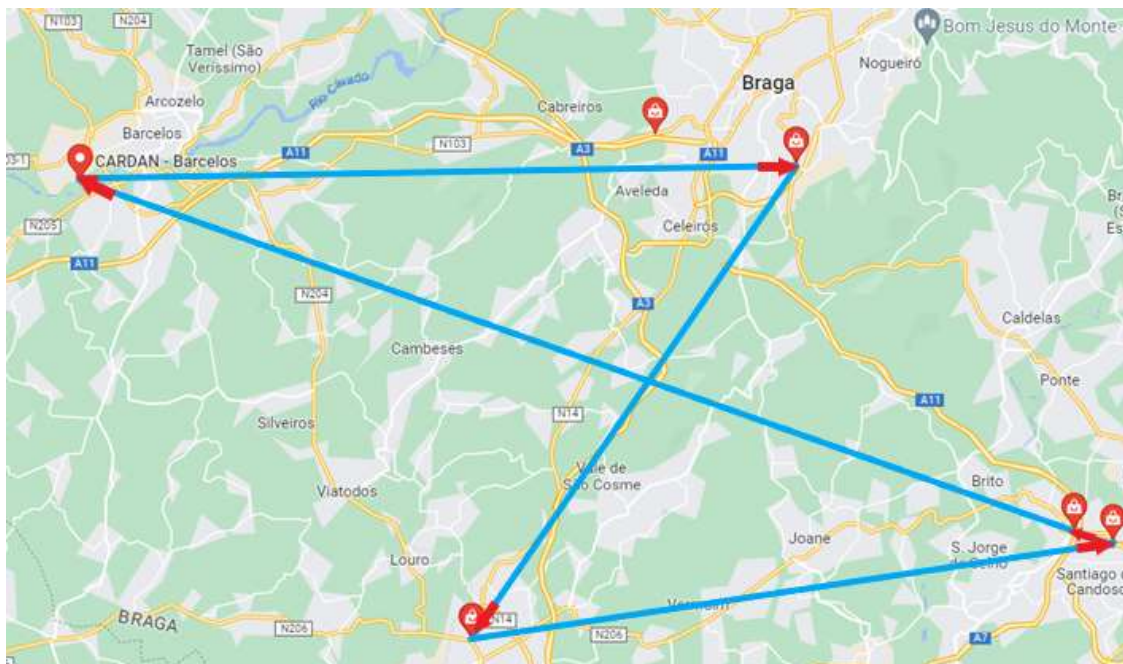 N103
N204
Bom Jesus do Monte
Tamel (São
Veríssimo)
Nogueiró
Rio Cávado
Braga
Arcozelo
Cabreiros
Barcelos
N103
A11
A3
A11
03-1
CARDAN - Barcelos
Aveleda
N205
Celeirós
A11
N204
A3
Caldelas
Cambeses
Ponte
A11
N14
Silveiros
Vale de
São Cosme
Brito
Viatodos
Joane
Louro
S. Jorge
Santiago
Candoso
BRAGA
N206
N14
N206
A7